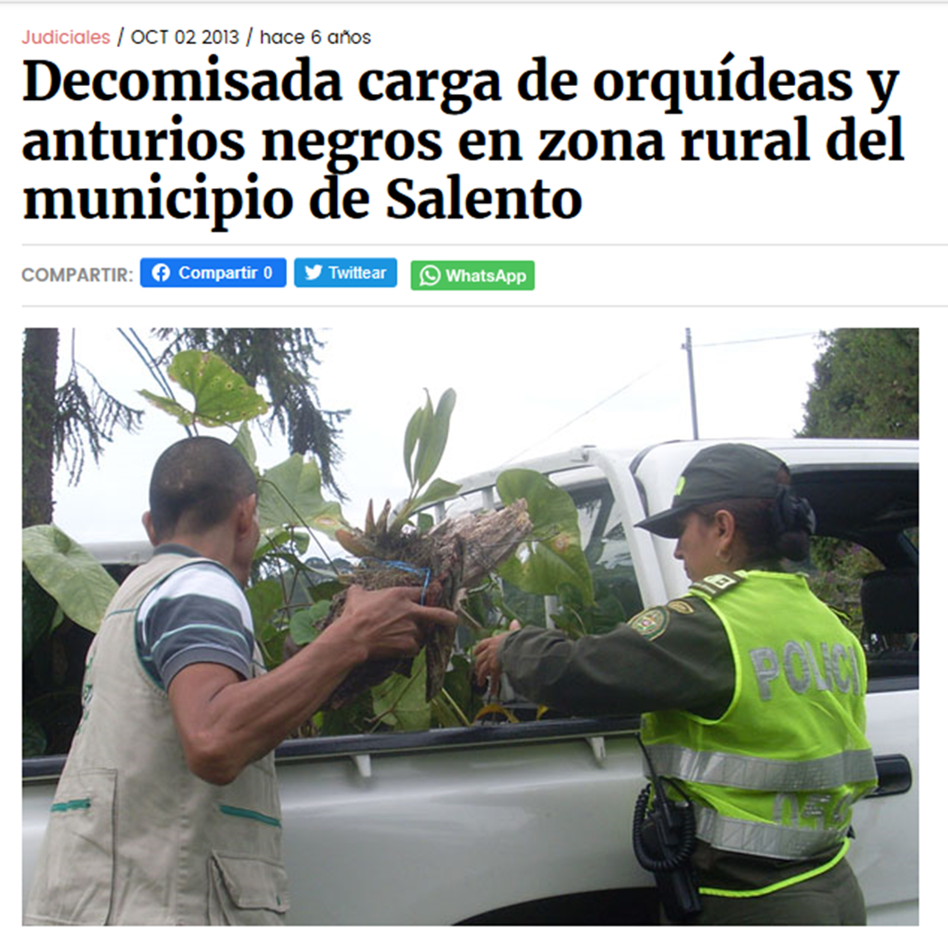 Judiciales / OCT 02 2013 / hace 6 años
Decomisada carga de orquídeas y
anturios negros en zona rural del
municipio de Salento
COMPARTIR: Compartir 0 Twittear WhatsApp
POLICI